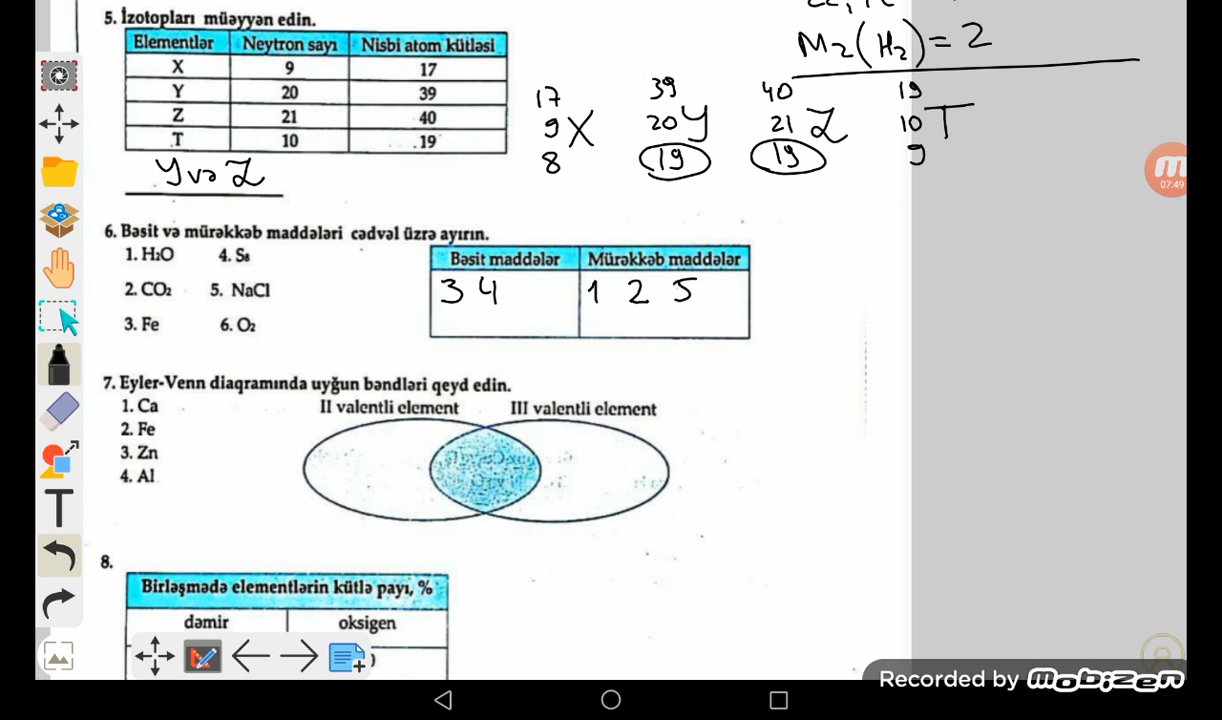 M₂(H₂) = 2
5. İzotopları müəyyən edin.
Elementlər Neytron sayı Nisbi atom kütləsi
X 9 17
Y 20 39
Z 21 40
T 10 .19
Y və Z
17 39 40 19
9 X 20 Y 21 Z 10 T
8 19 19 9
6. Bəsit və mürəkkəb maddələri cədvəl üzrə ayırın.
1. H₂O 4. S₈
2. CO₂ 5. NaCl
3. Fe 6. O₂
Bəsit maddələr Mürəkkəb maddələr
3 4 1 2 5
7. Eyler-Venn diaqramında uyğun bəndləri qeyd edin.
1. Ca
2. Fe
3. Zn
4. Al
II valentli element III valentli element
8.
Birləşmədə elementlərin kütlə payı, %
dəmir oksigen
)
T
07:49
Recorded by mobizen